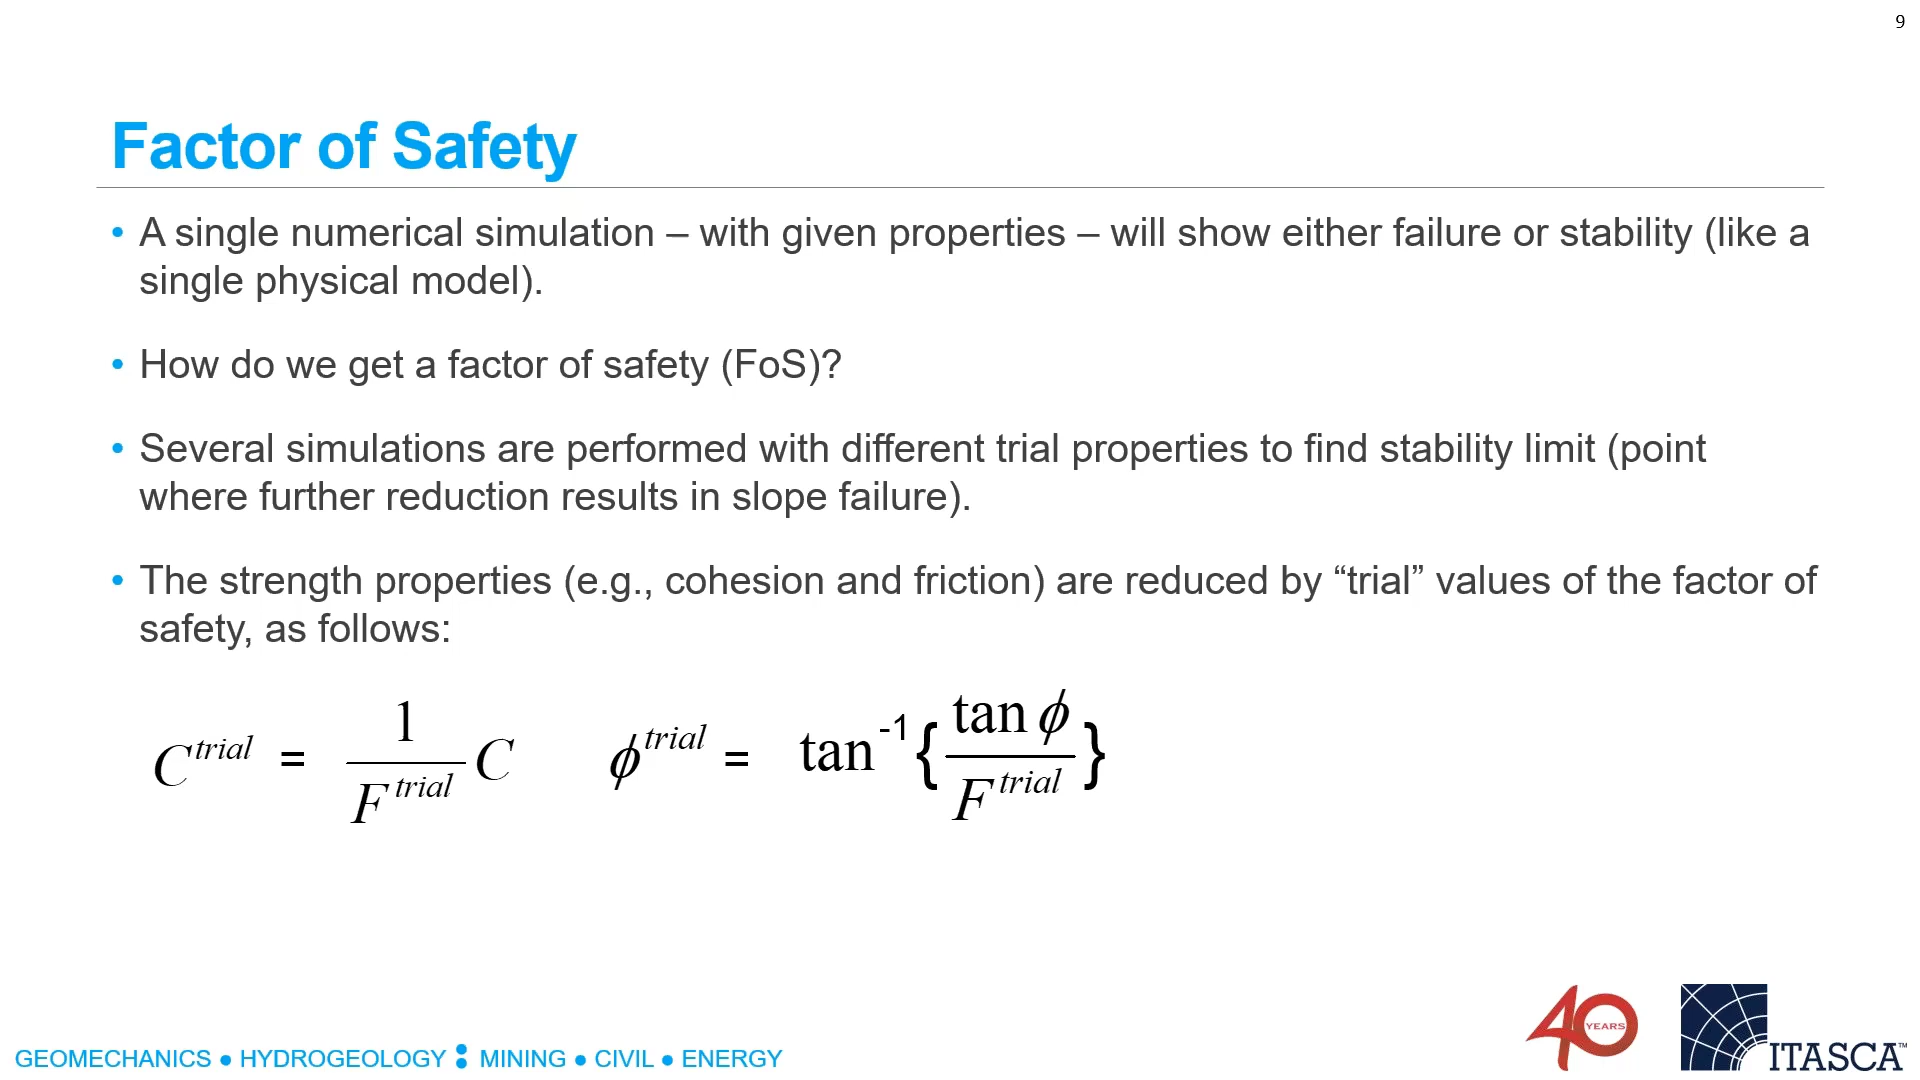 9
Factor of Safety
• A single numerical simulation – with given properties – will show either failure or stability (like a
single physical model).
• How do we get a factor of safety (FoS)?
• Several simulations are performed with different trial properties to find stability limit (point
where further reduction results in slope failure).
• The strength properties (e.g., cohesion and friction) are reduced by “trial” values of the factor of
safety, as follows:
C^trial = 1/F^trial C ϕ^trial = tan^-1{tan ϕ/F^trial}
40 YEARS
ITASCA™
GEOMECHANICS ● HYDROGEOLOGY : MINING ● CIVIL ● ENERGY